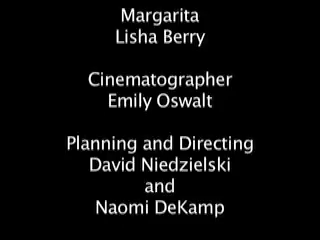 Margarita
Lisha Berry
Cinematographer
Emily Oswalt
Planning and Directing
David Niedzielski
and
Naomi DeKamp